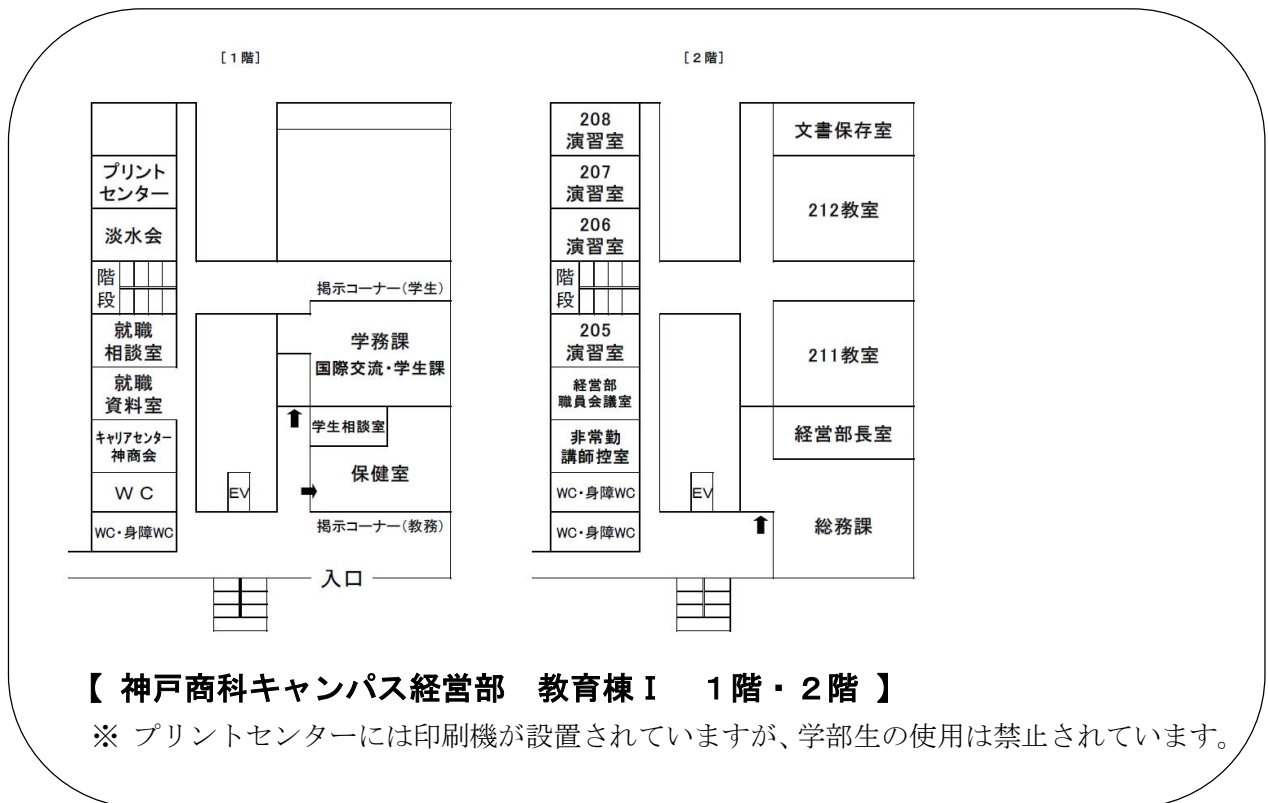 [1階]
プリント
センター
淡水会
階
段
就職
相談室
就職
資料室
キャリアセンター
神商会
WC
WC・身障WC
EV
掲示コーナー(学生)
学務課
国際交流・学生課
学生相談室
保健室
掲示コーナー(教務)
入口
[2階]
208
演習室
207
演習室
206
演習室
階
段
205
演習室
経営部
職員会議室
非常勤
講師控室
WC・身障WC
WC・身障WC
EV
文書保存室
212教室
211教室
経営部長室
総務課
【 神戸商科キャンパス経営部 教育棟Ⅰ 1階・2階 】
※ プリントセンターには印刷機が設置されていますが、学部生の使用は禁止されています。